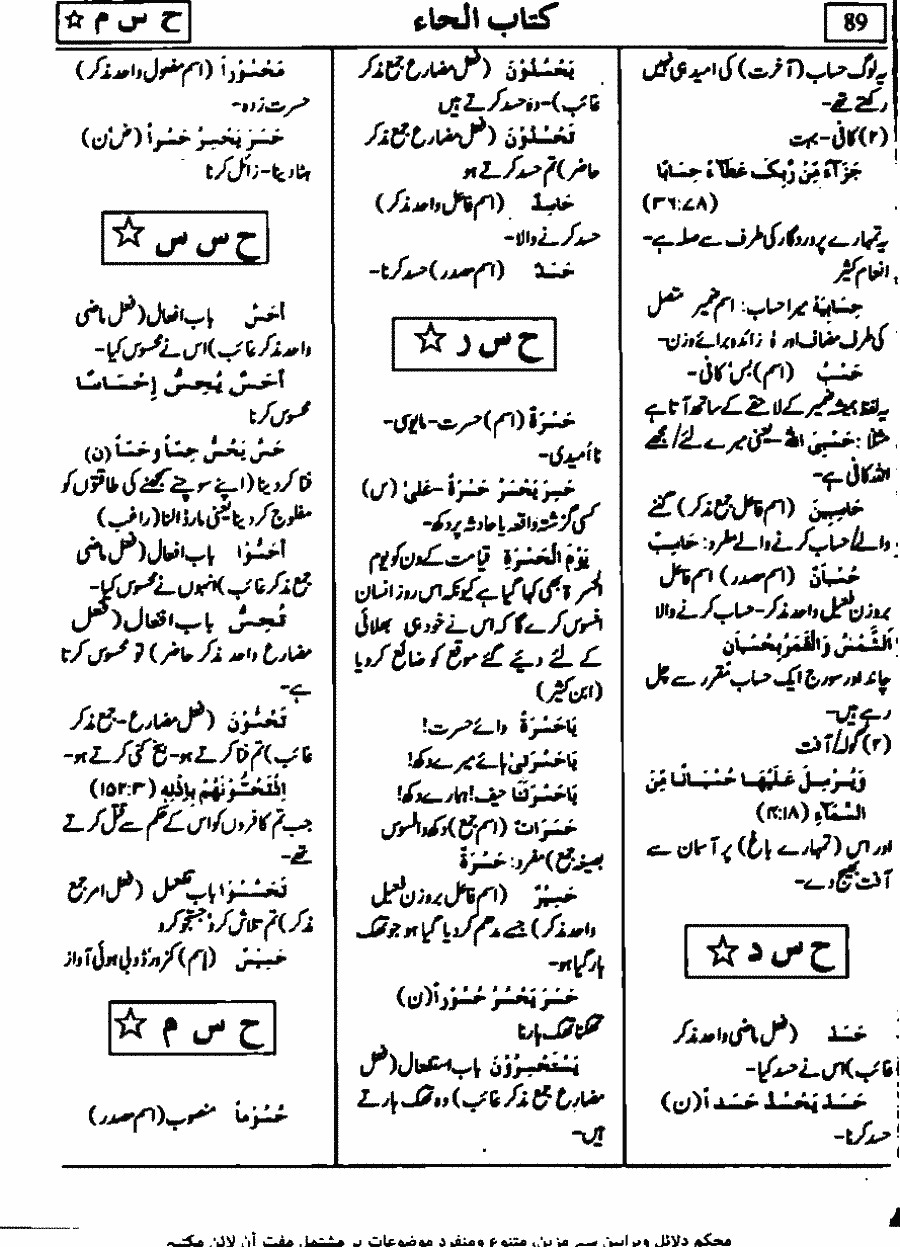 89
کتاب الحاء
ح س م ☆
یہ لوگ حساب (آخرت) کی امید ہی نہیں
رکھتے تھے۔
(۲) کافی۔ بہت
جَزَآءً مِّنْ رَّبِّکَ عَطَآءً حِسَابًا
(۳۶:۷۸)
یہ تمہارے پروردگار کی طرف سے صلہ ہے۔
انعام کثیر
حِسَابِیَهْ میرا حساب: اسم ضمیر متصل
کی طرف مضاف اور ہ زائدہ برائے وزن۔
حَسْبُ (اسم) بس، کافی۔
یہ لفظ ہمیشہ ضمیر کے لاحقے کے ساتھ آتا ہے
مثلاً: حَسْبِیَ اللّٰهُ۔ یعنی میرے لئے/مجھے
اللہ کافی ہے۔
حَاسِبِیْنَ (اسم فاعل جمع مذکر) گننے
والے/حساب کرنے والے مفرد: حَاسِبٌ
حُسْبَانٌ (اسم مصدر) اسم فاعل
بروزن فعیل واحد مذکر۔ حساب کرنے والا
اَلشَّمْسُ وَالْقَمَرُ بِحُسْبَانٍ
چاند اور سورج ایک حساب مقرر سے چل
رہے ہیں۔
(۲) گولہ/آفت
وَیُرْسِلَ عَلَیْهَا حُسْبَانًا مِّنَ
السَّمَآءِ
اور اس (تمہارے باغ) پر آسمان سے
آفت بھیج دے۔
ح س د ☆
حَسَدَ (فعل ماضی واحد مذکر
غائب) اس نے حسد کیا۔
حَسَدَ یَحْسُدُ حَسَداً (ن)
حسد کرنا۔
یَحْسُدُوْنَ (فعل مضارع جمع مذکر
غائب)۔ وہ حسد کرتے ہیں
تَحْسُدُوْنَ (فعل مضارع جمع مذکر
حاضر) تم حسد کرتے ہو
حَاسِدٌ (اسم فاعل واحد مذکر)
حسد کرنے والا۔
حَسَدٌ (اسم مصدر) حسد کرنا۔
ح س ر ☆
حَسْرَةٌ (اسم) حسرت۔ مایوسی۔
نا اُمیدی۔
حَسِرَ یَحْسَرُ حَسْرَةً۔ عَلٰی (س)
کسی گزشتہ واقعہ یا حادثہ پر دکھ۔
یَوْمَ الْحَسْرَةِ قیامت کے دن کو یوم
الحسرۃ بھی کہا گیا ہے کیونکہ اس روز انسان
افسوس کرے گا کہ اس نے خود ہی بھلائی
کے لئے دیئے گئے موقع کو ضائع کر دیا
(ابن کثیر)
یَاحَسْرَةً وائے حسرت!
یَاحَسْرَتیٰ ہائے میرے دکھ!
یَاحَسْرَتَنَا حیف! ہمارے دکھ!
حَسَرَاتٌ (اسم جمع) دکھ و افسوس
بصیغہ جمع) مفرد: حَسْرَةٌ
حَسِیْرٌ (اسم فاعل بروزن فعیل
واحد مذکر) جسے مدھم کر دیا گیا ہو جو تھک
ہار گیا ہو۔
حَسَرَ یَحْسُرُ حُسُوْراً (ن)
تھکنا تھک ہارنا
یَسْتَحْسِرُوْنَ باب استفعال (فعل
مضارع جمع مذکر غائب) وہ تھک ہارتے
ہیں۔
مَحْسُوْراً (اسم مفعول واحد مذکر)
حسرت زدہ۔
حَسَرَ یَحْسِرُ حَسْراً (ض'ن)
ہٹا دینا۔ زائل کرنا
ح س س ☆
اَحَسَّ باب افعال (فعل ماضی
واحد مذکر غائب) اس نے محسوس کیا۔
اَحَسَّ یُحِسُّ اِحْسَاسًا
محسوس کرنا
حَسَّ یَحُسُّ حِسّاً وحَسّاً (ن)
فنا کر دینا (اپنے سوچنے سمجھنے کی طاقتوں کو
مفلوج کر دینا یعنی مار ڈالنا (راغب)
اَحَسُّوْا باب افعال (فعل ماضی
جمع مذکر غائب) انہوں نے محسوس کیا۔
تُحِسُّ باب افعال (فعل
مضارع واحد مذکر حاضر) تو محسوس کرتا
ہے۔
تَحُسُّوْنَ (فعل مضارع۔ جمع مذکر
غائب) تم فنا کرتے ہو۔ بیخ کنی کرتے ہو۔
اِذْتَحُسُّوْنَهُمْ بِاِذْنِهٖ (۱۵۲:۳)
جب تم کافروں کو اس کے حکم سے قتل کرتے
تھے۔
تَحَسَّسُوْا باب تفعل (فعل امر جمع
مذکر) تم تلاش کرو، جستجو کرو
حَسِیْسٌ (اسم) کمزور/دبی ہوئی آواز
ح س م ☆
حُسُوْماً منصوب (اسم مصدر)
محکم دلائل وبراہین سے مزین، متنوع ومنفرد موضوعات پر مشتمل مفت آن لائن مکتبہ